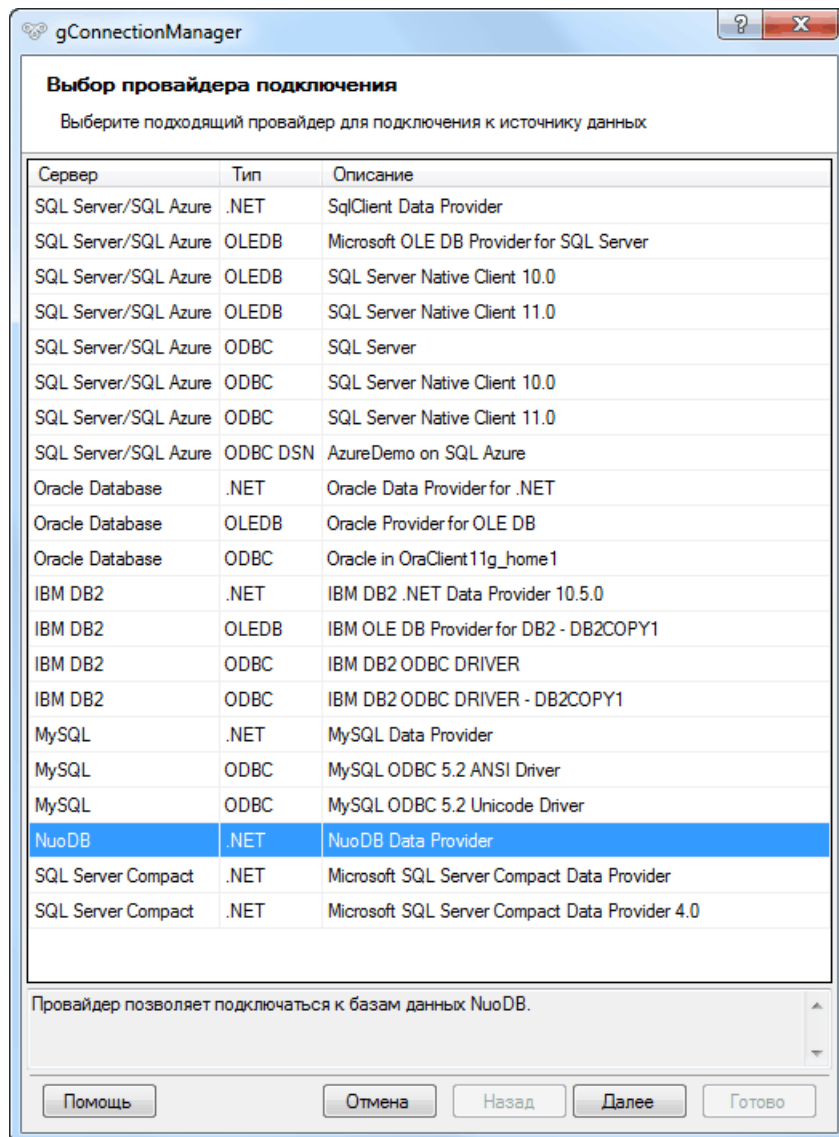 gConnectionManager
Выбор провайдера подключения
Выберите подходящий провайдер для подключения к источнику данных
Сервер Тип Описание
SQL Server/SQL Azure .NET SqlClient Data Provider
SQL Server/SQL Azure OLEDB Microsoft OLE DB Provider for SQL Server
SQL Server/SQL Azure OLEDB SQL Server Native Client 10.0
SQL Server/SQL Azure OLEDB SQL Server Native Client 11.0
SQL Server/SQL Azure ODBC SQL Server
SQL Server/SQL Azure ODBC SQL Server Native Client 10.0
SQL Server/SQL Azure ODBC SQL Server Native Client 11.0
SQL Server/SQL Azure ODBC DSN AzureDemo on SQL Azure
Oracle Database .NET Oracle Data Provider for .NET
Oracle Database OLEDB Oracle Provider for OLE DB
Oracle Database ODBC Oracle in OraClient11g_home1
IBM DB2 .NET IBM DB2 .NET Data Provider 10.5.0
IBM DB2 OLEDB IBM OLE DB Provider for DB2 - DB2COPY1
IBM DB2 ODBC IBM DB2 ODBC DRIVER
IBM DB2 ODBC IBM DB2 ODBC DRIVER - DB2COPY1
MySQL .NET MySQL Data Provider
MySQL ODBC MySQL ODBC 5.2 ANSI Driver
MySQL ODBC MySQL ODBC 5.2 Unicode Driver
NuoDB .NET NuoDB Data Provider
SQL Server Compact .NET Microsoft SQL Server Compact Data Provider
SQL Server Compact .NET Microsoft SQL Server Compact Data Provider 4.0
Провайдер позволяет подключаться к базам данных NuoDB.
Помощь Отмена Назад Далее Готово